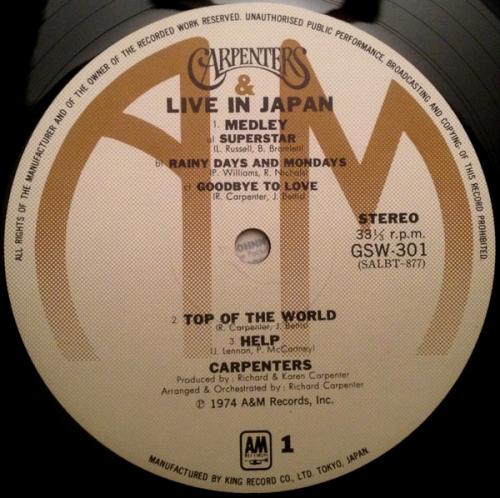 ALL RIGHTS OF THE MANUFACTURER AND OF THE OWNER OF THE RECORDED WORK RESERVED. UNAUTHORISED PUBLIC PERFORMANCE, BROADCASTING AND COPYING OF THIS RECORD PROHIBITED
CARPENTERS
&
LIVE IN JAPAN
1. MEDLEY
a) SUPERSTAR
(L. Russell, B. Bramlett)
b) RAINY DAYS AND MONDAYS
(P. Williams, R. Nichols)
c) GOODBYE TO LOVE
(R. Carpenter, J. Bettis)
STEREO
33⅓ r.p.m.
GSW-301
(SALBT-877)
2. TOP OF THE WORLD
(R. Carpenter, J. Bettis)
3. HELP
(J. Lennon, P. McCartney)
CARPENTERS
Produced by: Richard & Karen Carpenter
Arranged & Orchestrated by: Richard Carpenter
℗ 1974 A&M Records, Inc.
AM
RECORDS
1
MANUFACTURED BY KING RECORD CO., LTD. TOKYO, JAPAN.